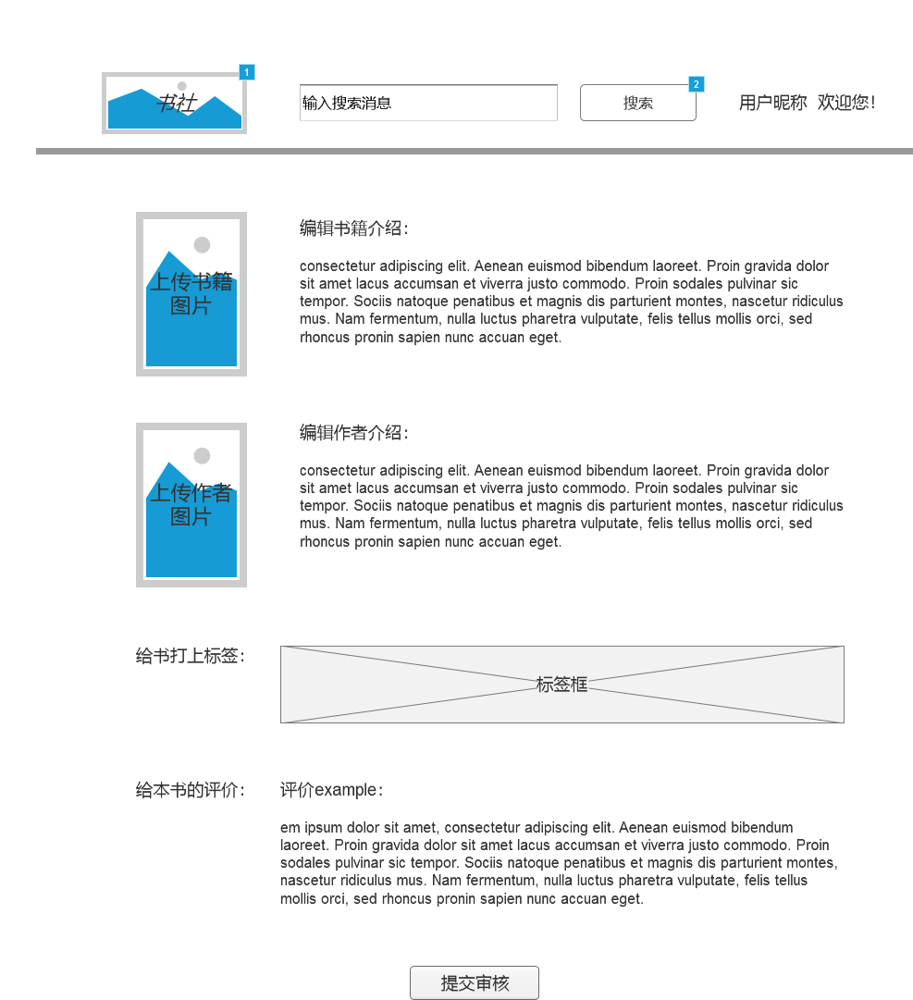 书社
1
输入搜索消息
搜索
2
用户昵称  欢迎您!
上传书籍
图片
编辑书籍介绍:
consectetur adipiscing elit. Aenean euismod bibendum laoreet. Proin gravida dolor
sit amet lacus accumsan et viverra justo commodo. Proin sodales pulvinar sic
tempor. Sociis natoque penatibus et magnis dis parturient montes, nascetur ridiculus
mus. Nam fermentum, nulla luctus pharetra vulputate, felis tellus mollis orci, sed
rhoncus pronin sapien nunc accuan eget.
上传作者
图片
编辑作者介绍:
consectetur adipiscing elit. Aenean euismod bibendum laoreet. Proin gravida dolor
sit amet lacus accumsan et viverra justo commodo. Proin sodales pulvinar sic
tempor. Sociis natoque penatibus et magnis dis parturient montes, nascetur ridiculus
mus. Nam fermentum, nulla luctus pharetra vulputate, felis tellus mollis orci, sed
rhoncus pronin sapien nunc accuan eget.
给书打上标签:
标签框
给本书的评价:
评价example:
em ipsum dolor sit amet, consectetur adipiscing elit. Aenean euismod bibendum
laoreet. Proin gravida dolor sit amet lacus accumsan et viverra justo commodo. Proin
sodales pulvinar sic tempor. Sociis natoque penatibus et magnis dis parturient montes,
nascetur ridiculus mus. Nam fermentum, nulla luctus pharetra vulputate, felis tellus
mollis orci, sed rhoncus pronin sapien nunc accuan eget.
提交审核